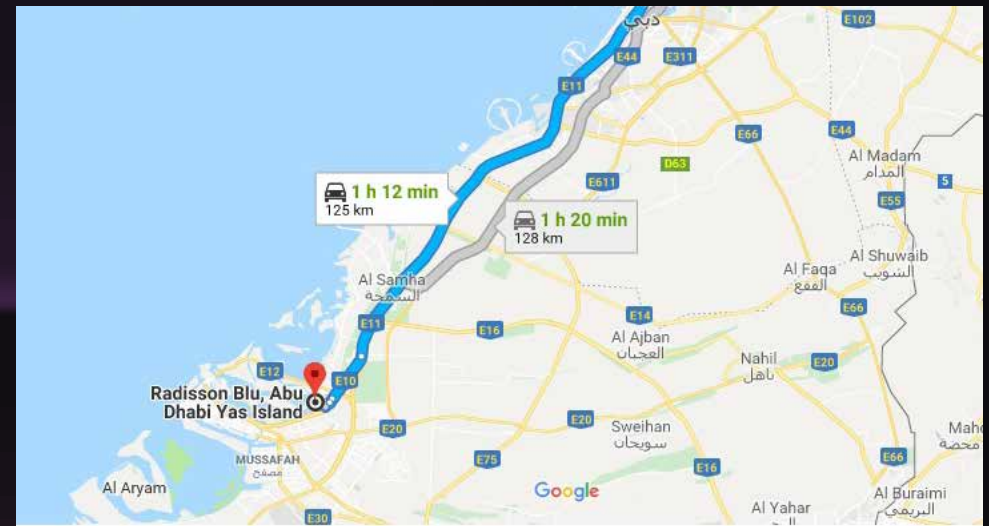 دبي
E102
E44
E311
E11
E66
E44
D53
Al Madam
المدام
5
E611
E55
1 h 12 min
125 km
1 h 20 min
128 km
Al Shuwaib
الشويب
Al Faqa
الفقع
Al Samha
السمحة
E66
E14
E11
E16
Al Ajban
العجبان
Nahil
ناهل
E20
E12
E10
Radisson Blu, Abu
Dhabi Yas Island
E20
E20
Sweihan
سويحان
محضة
MUSSAFAH
مصفح
E75
E16
E66
Al Aryam
Google
Al Buraimi
البريمي
Al Yahar
E30